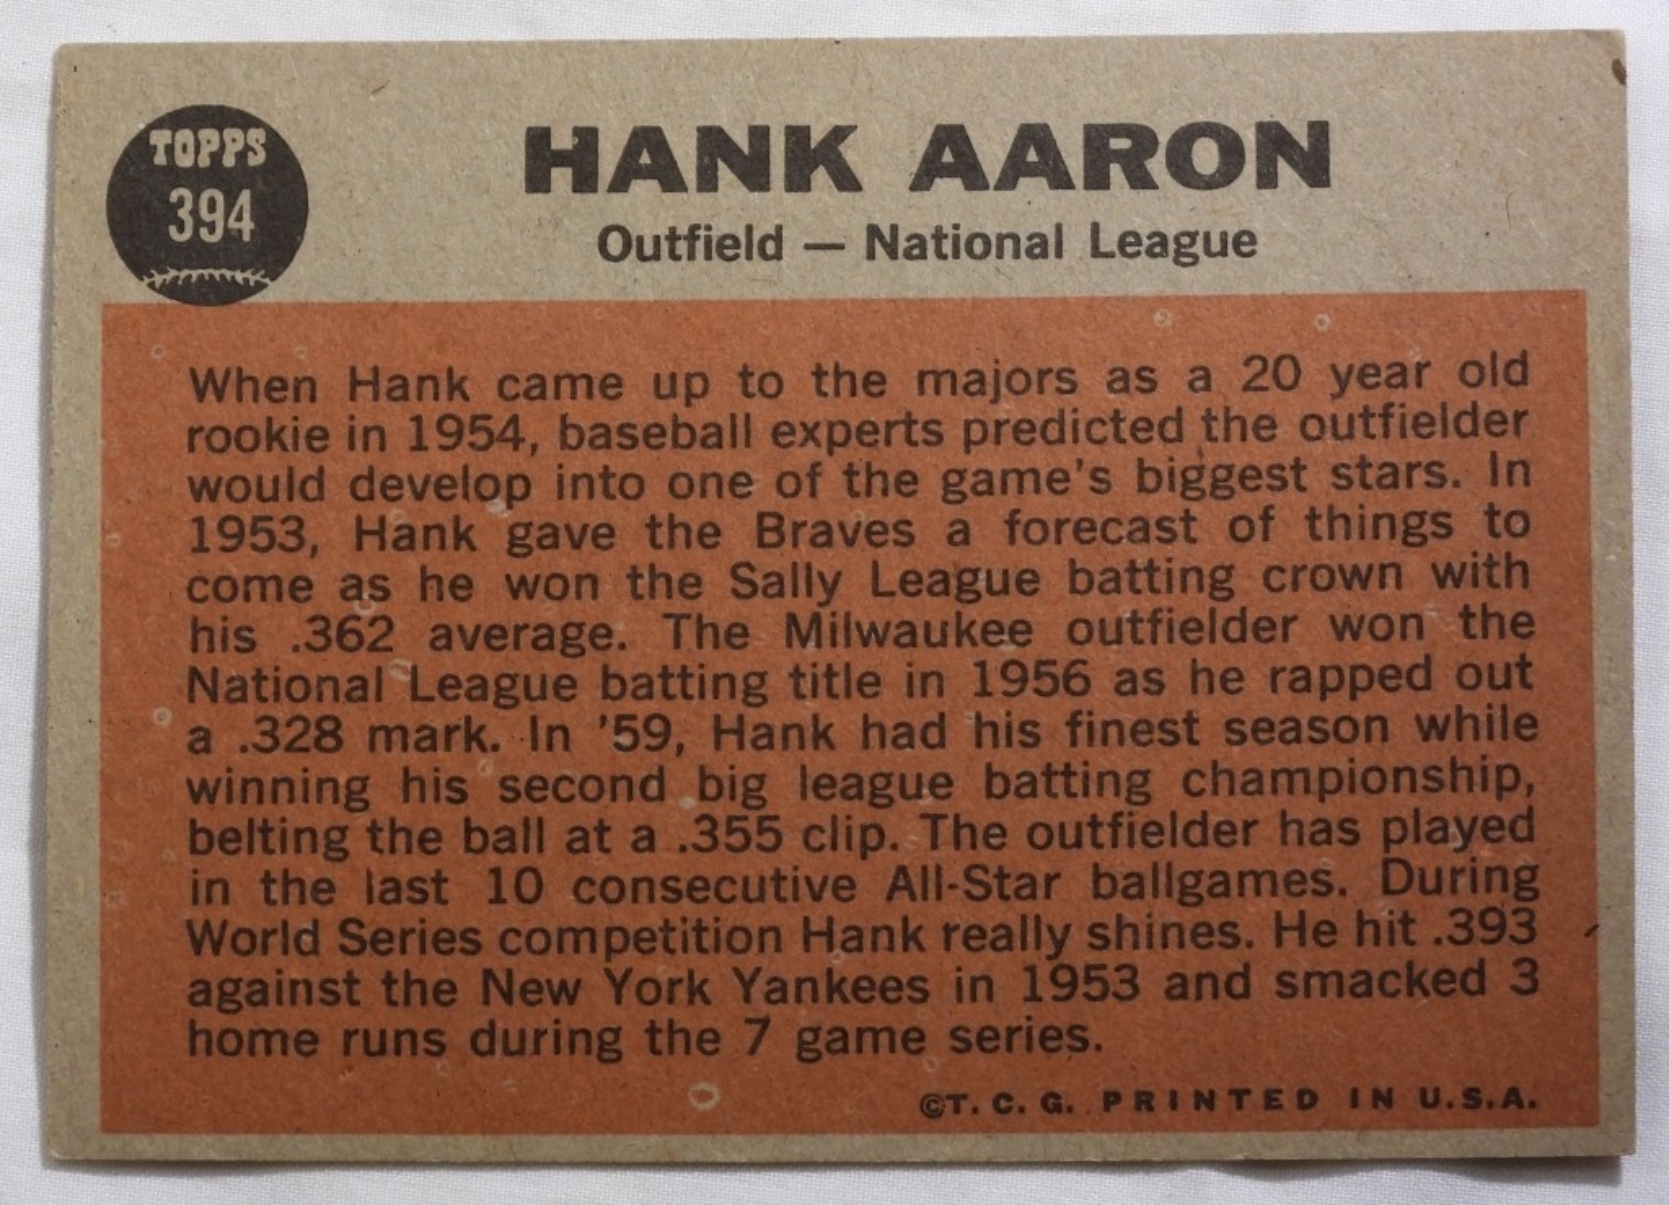 TOPPS
394
HANK AARON
Outfield — National League
When Hank came up to the majors as a 20 year old
rookie in 1954, baseball experts predicted the outfielder
would develop into one of the game's biggest stars. In
1953, Hank gave the Braves a forecast of things to
come as he won the Sally League batting crown with
his .362 average. The Milwaukee outfielder won the
National League batting title in 1956 as he rapped out
a .328 mark. In '59, Hank had his finest season while
winning his second big league batting championship,
belting the ball at a .355 clip. The outfielder has played
in the last 10 consecutive All-Star ballgames. During
World Series competition Hank really shines. He hit .393
against the New York Yankees in 1953 and smacked 3
home runs during the 7 game series.
©T. C. G. PRINTED IN U.S.A.